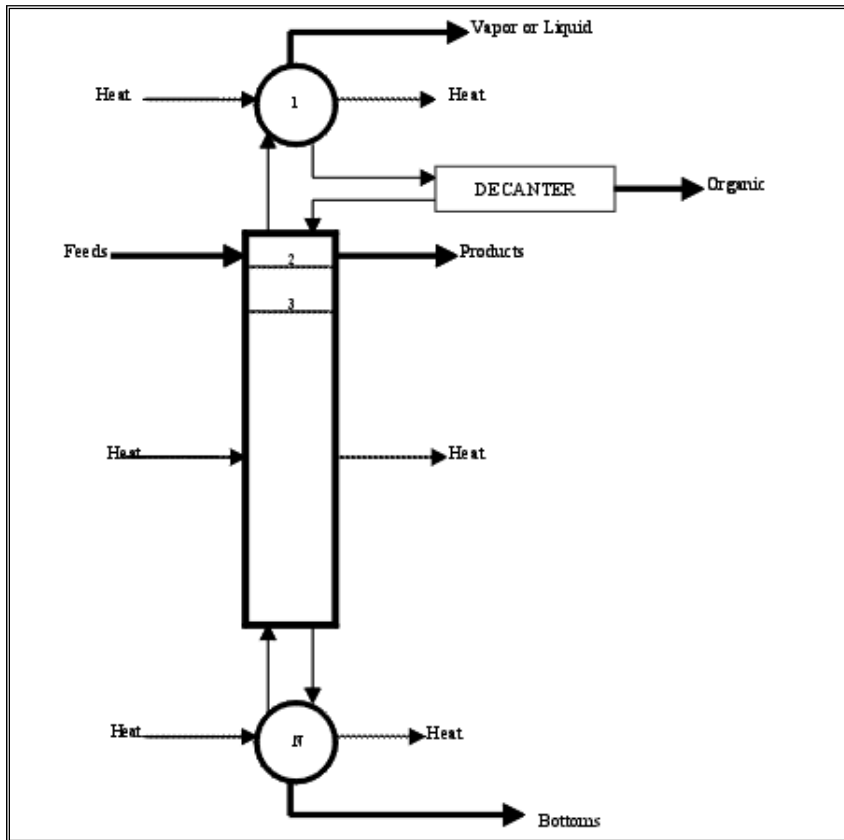 Vapor or Liquid
Heat
1
Heat
DECANTER
Organic
Feeds
2
Products
3
Heat
Heat
Heat
N
Heat
Bottoms